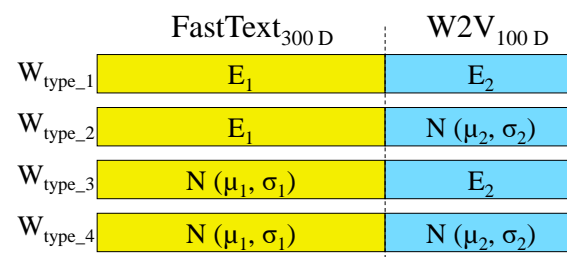 FastText300 D W2V100 D
Wtype_1 E1 E2
Wtype_2 E1 N (μ2, σ2)
Wtype_3 N (μ1, σ1) E2
Wtype_4 N (μ1, σ1) N (μ2, σ2)